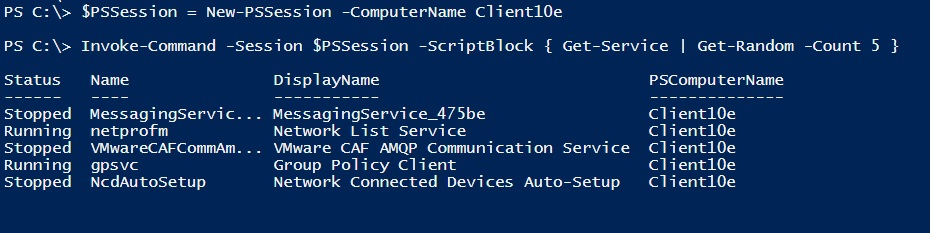 PS C:\> $PSSession = New-PSSession -ComputerName Client10e
PS C:\> Invoke-Command -Session $PSSession -ScriptBlock { Get-Service | Get-Random -Count 5 }
Status   Name               DisplayName                            PSComputerName
------   ----               -----------                            --------------
Stopped  MessagingServic... MessagingService_475be                 Client10e
Running  netprofm           Network List Service                   Client10e
Stopped  VMwareCAFCommAm... VMware CAF AMQP Communication Service  Client10e
Running  gpsvc              Group Policy Client                    Client10e
Stopped  NcdAutoSetup       Network Connected Devices Auto-Setup   Client10e